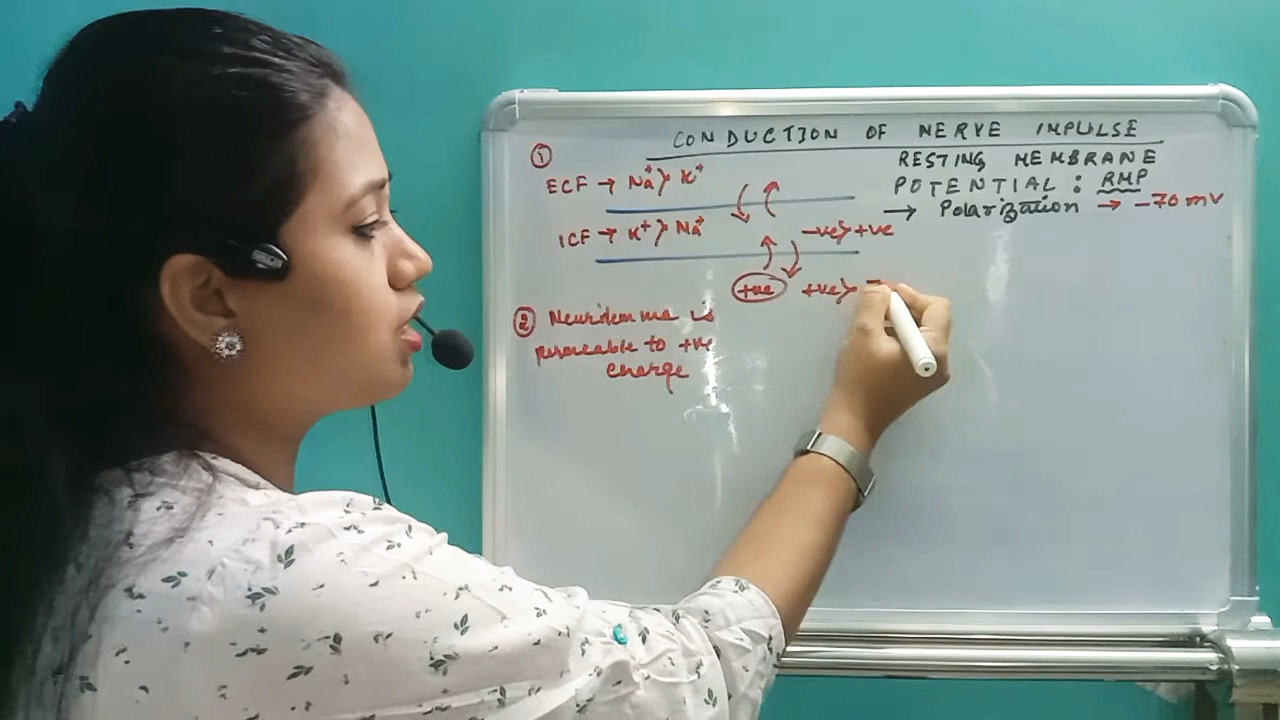 CONDUCTION OF NERVE IMPULSE
RESTING MEMBRANE
POTENTIAL : RMP
→ Polarization → -70 mv
①
ECF → Na⁺ > K⁺
ICF → K⁺ > Na⁺
-ve > +ve
+ve +ve > -
② Neurilemma is
permeable to +ve
charge